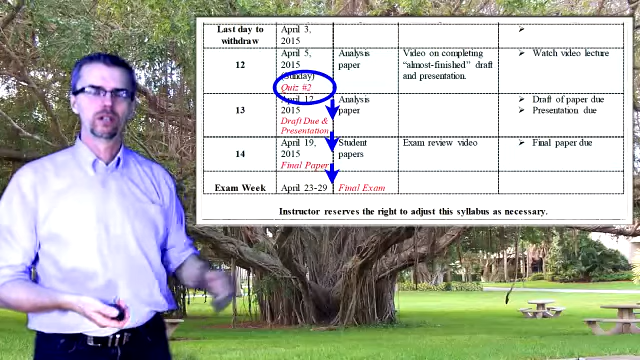 Last day to withdraw April 3, 2015 ➢
12 April 5, 2015 (Sunday) Quiz #2 Analysis paper Video on completing "almost-finished" draft and presentation. ➢ Watch video lecture
13 April 12, 2015 Draft Due & Presentation Analysis paper ➢ Draft of paper due ➢ Presentation due
14 April 19, 2015 Final Paper Student papers Exam review video ➢ Final paper due
Exam Week April 23-29 Final Exam
Instructor reserves the right to adjust this syllabus as necessary.